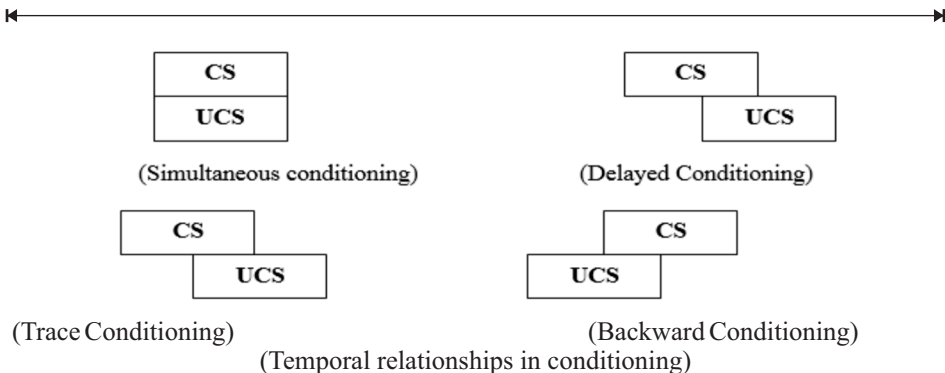 CS CS
UCS UCS
(Simultaneous conditioning) (Delayed Conditioning)
CS CS
UCS UCS
(Trace Conditioning) (Backward Conditioning)
(Temporal relationships in conditioning)